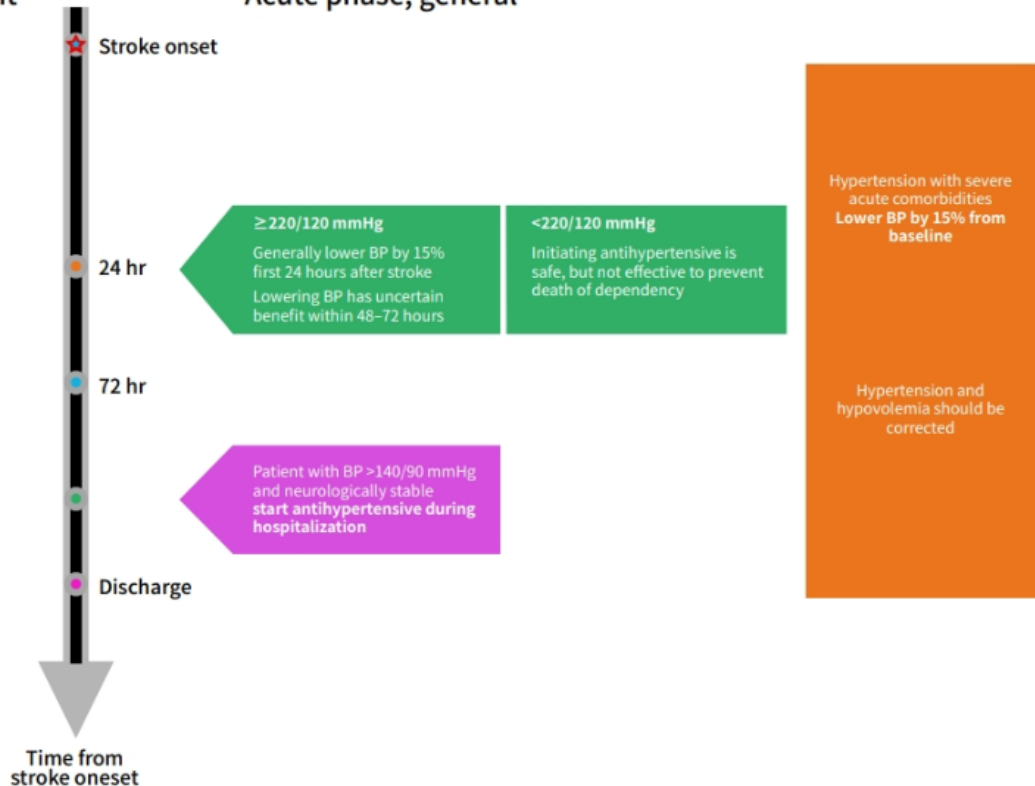 Acute phase, general
Stroke onset
≥220/120 mmHg
Generally lower BP by 15%
first 24 hours after stroke
Lowering BP has uncertain
benefit within 48–72 hours
<220/120 mmHg
Initiating antihypertensive is
safe, but not effective to prevent
death of dependency
Hypertension with severe
acute comorbidities
Lower BP by 15% from
baseline
24 hr
72 hr
Hypertension and
hypovolemia should be
corrected
Patient with BP >140/90 mmHg
and neurologically stable
start antihypertensive during
hospitalization
Discharge
Time from
stroke oneset